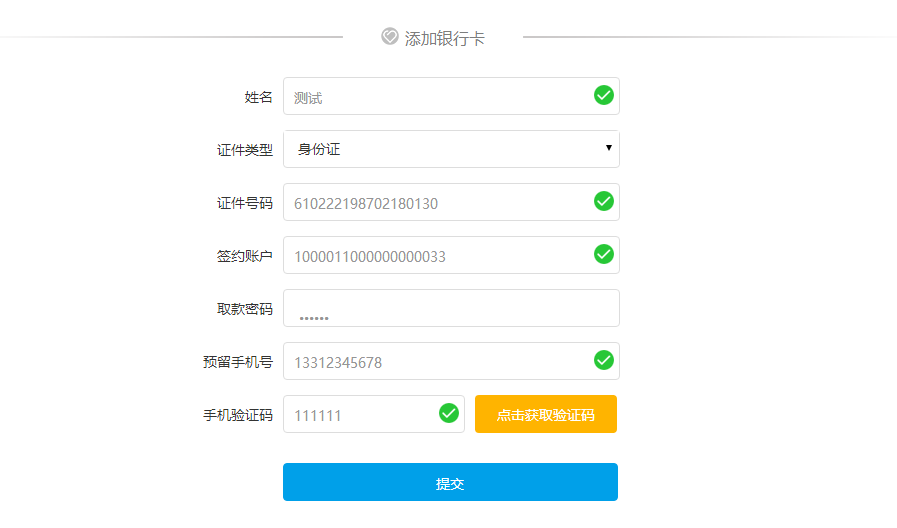 添加银行卡
姓名 测试
证件类型 身份证
证件号码 610222198702180130
签约账户 1000011000000000033
取款密码 ••••••
预留手机号 13312345678
手机验证码 111111 点击获取验证码
提交